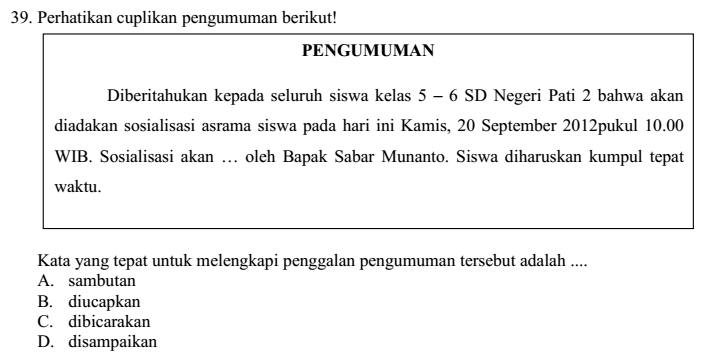 39. Perhatikan cuplikan pengumuman berikut!
PENGUMUMAN
Diberitahukan kepada seluruh siswa kelas 5 – 6 SD Negeri Pati 2 bahwa akan
diadakan sosialisasi asrama siswa pada hari ini Kamis, 20 September 2012pukul 10.00
WIB. Sosialisasi akan … oleh Bapak Sabar Munanto. Siswa diharuskan kumpul tepat
waktu.
Kata yang tepat untuk melengkapi penggalan pengumuman tersebut adalah ....
A. sambutan
B. diucapkan
C. dibicarakan
D. disampaikan